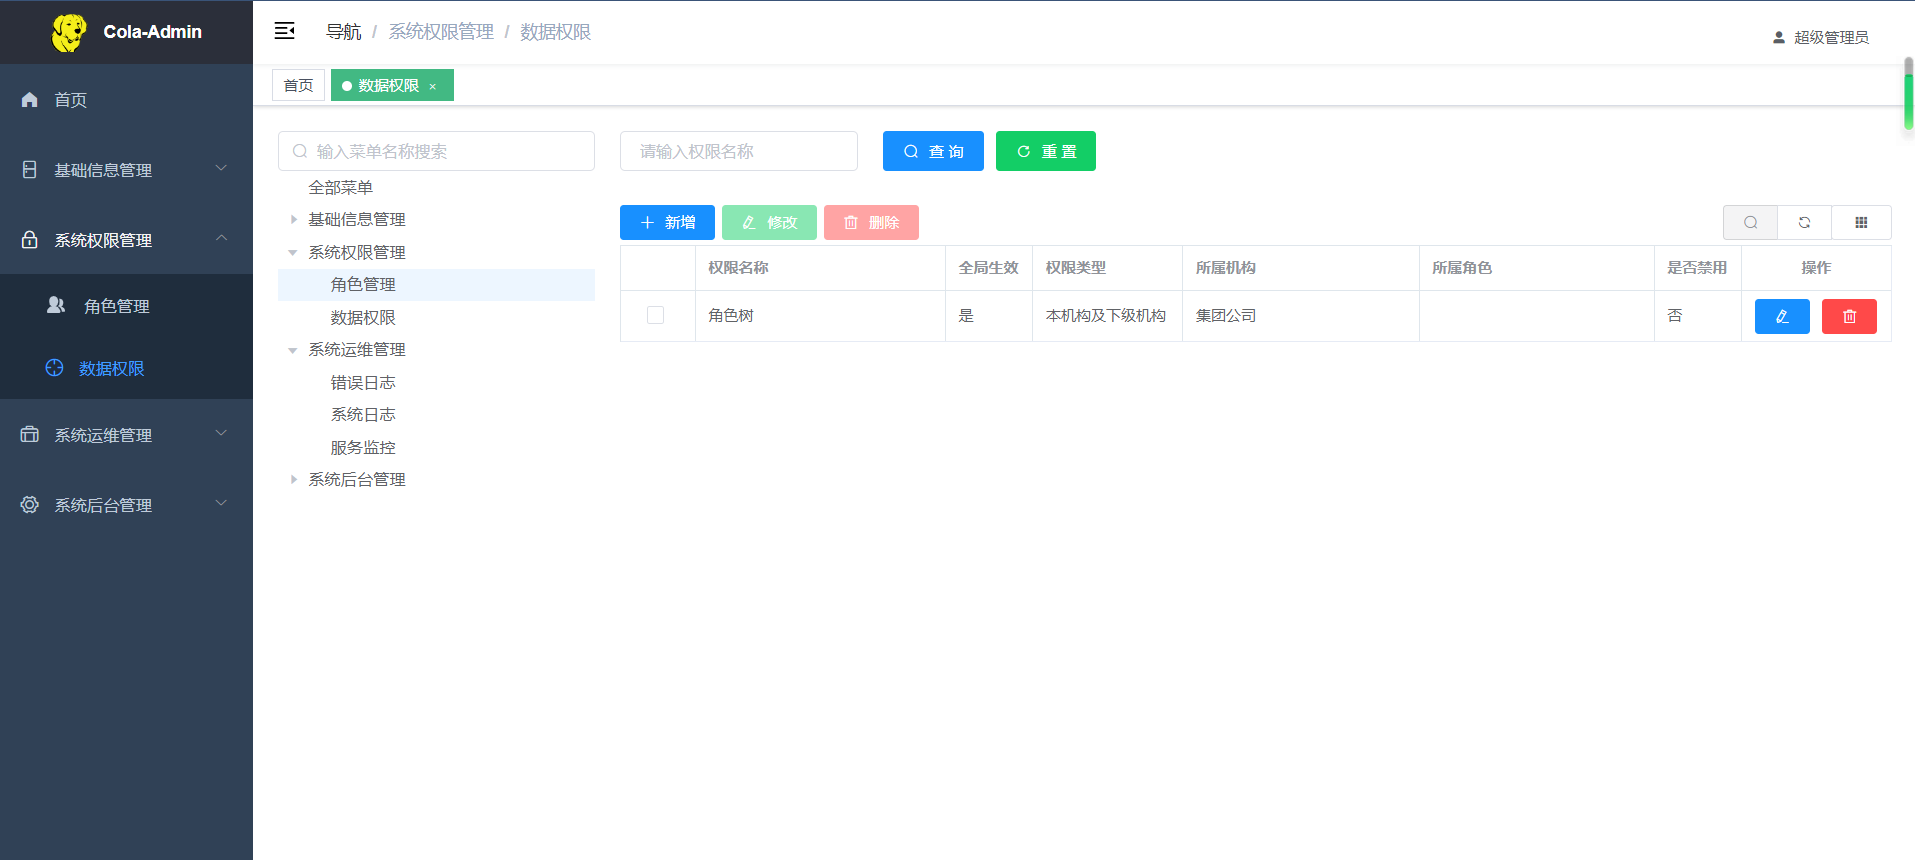 Cola-Admin
导航 / 系统权限管理 / 数据权限
超级管理员
首页
数据权限 ×
首页
基础信息管理
系统权限管理
角色管理
数据权限
系统运维管理
系统后台管理
输入菜单名称搜索
全部菜单
基础信息管理
系统权限管理
角色管理
数据权限
系统运维管理
错误日志
系统日志
服务监控
系统后台管理
请输入权限名称
查 询
重 置
新增
修改
删除
权限名称 全局生效 权限类型 所属机构 所属角色 是否禁用 操作
角色树 是 本机构及下级机构 集团公司 否